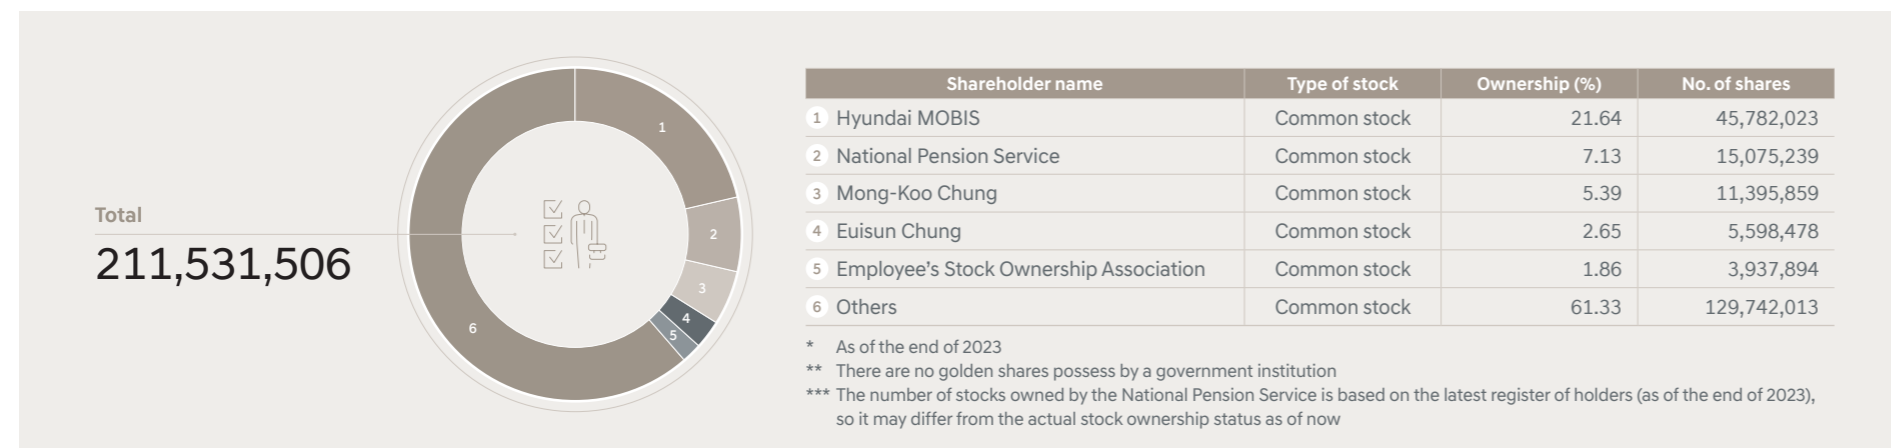 Total
211,531,506
1
2
3
4
5
6
Shareholder name Type of stock Ownership (%) No. of shares
1 Hyundai MOBIS Common stock 21.64 45,782,023
2 National Pension Service Common stock 7.13 15,075,239
3 Mong-Koo Chung Common stock 5.39 11,395,859
4 Euisun Chung Common stock 2.65 5,598,478
5 Employee’s Stock Ownership Association Common stock 1.86 3,937,894
6 Others Common stock 61.33 129,742,013
* As of the end of 2023
** There are no golden shares possess by a government institution
*** The number of stocks owned by the National Pension Service is based on the latest register of holders (as of the end of 2023),
so it may differ from the actual stock ownership status as of now